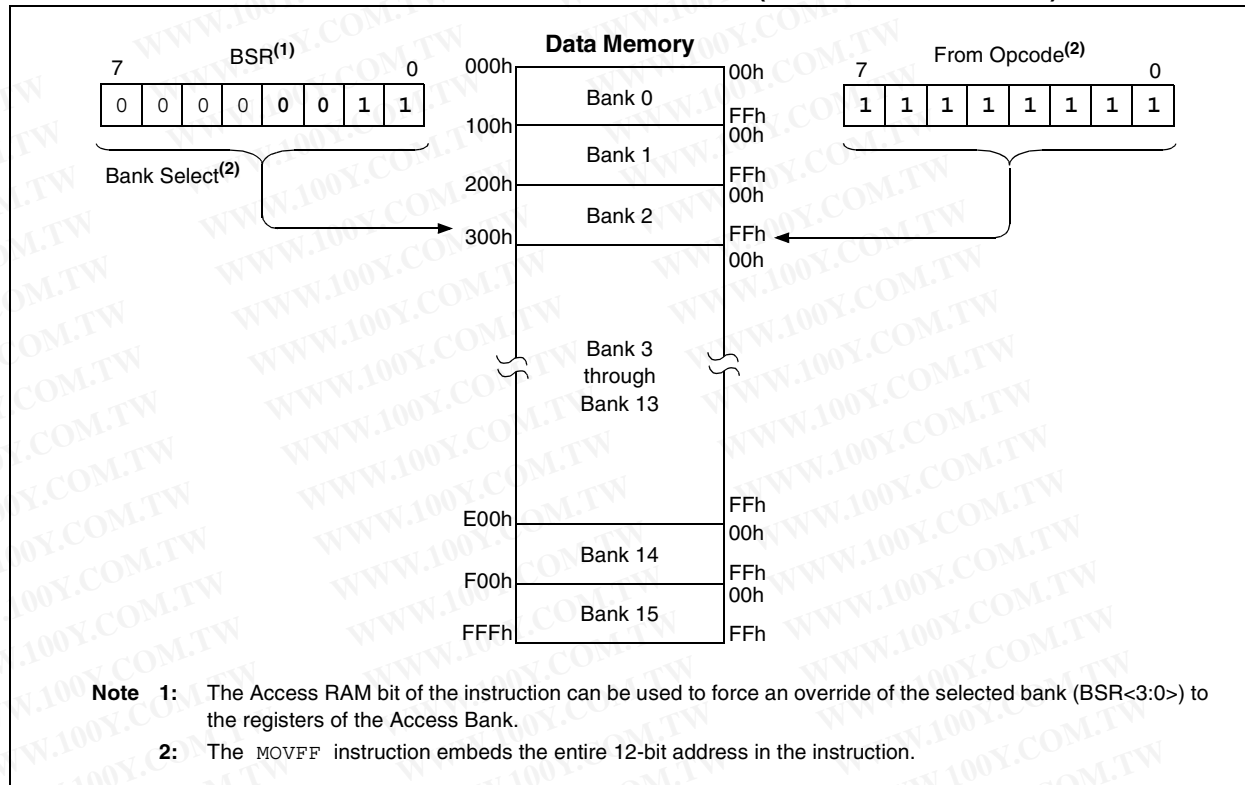 Data Memory
BSR(1)
7 0
0 0 0 0 0 0 1 1
Bank Select(2)
From Opcode(2)
7 0
1 1 1 1 1 1 1 1
000h
00h
Bank 0
FFh
100h
00h
Bank 1
FFh
200h
00h
Bank 2
FFh
300h
00h
Bank 3
through
Bank 13
FFh
E00h
00h
Bank 14
FFh
F00h
00h
Bank 15
FFFh
FFh
Note 1: The Access RAM bit of the instruction can be used to force an override of the selected bank (BSR<3:0>) to
the registers of the Access Bank.
2: The MOVFF instruction embeds the entire 12-bit address in the instruction.
WWW.100Y.COM.TW